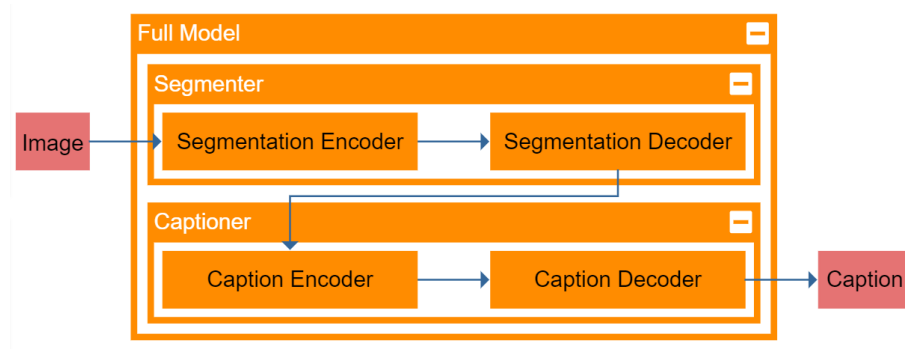 Full Model
Segmenter
Image
Segmentation Encoder
Segmentation Decoder
Captioner
Caption Encoder
Caption Decoder
Caption